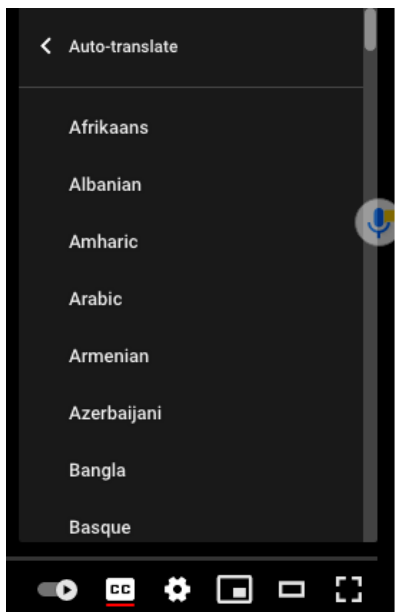 Auto-translate
Afrikaans
Albanian
Amharic
Arabic
Armenian
Azerbaijani
Bangla
Basque
CC